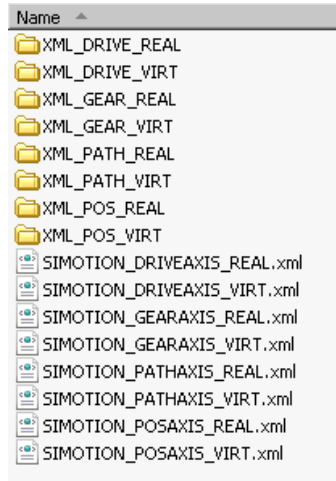 Name
XML_DRIVE_REAL
XML_DRIVE_VIRT
XML_GEAR_REAL
XML_GEAR_VIRT
XML_PATH_REAL
XML_PATH_VIRT
XML_POS_REAL
XML_POS_VIRT
SIMOTION_DRIVEAXIS_REAL.xml
SIMOTION_DRIVEAXIS_VIRT.xml
SIMOTION_GEARAXIS_REAL.xml
SIMOTION_GEARAXIS_VIRT.xml
SIMOTION_PATHAXIS_REAL.xml
SIMOTION_PATHAXIS_VIRT.xml
SIMOTION_POSAXIS_REAL.xml
SIMOTION_POSAXIS_VIRT.xml